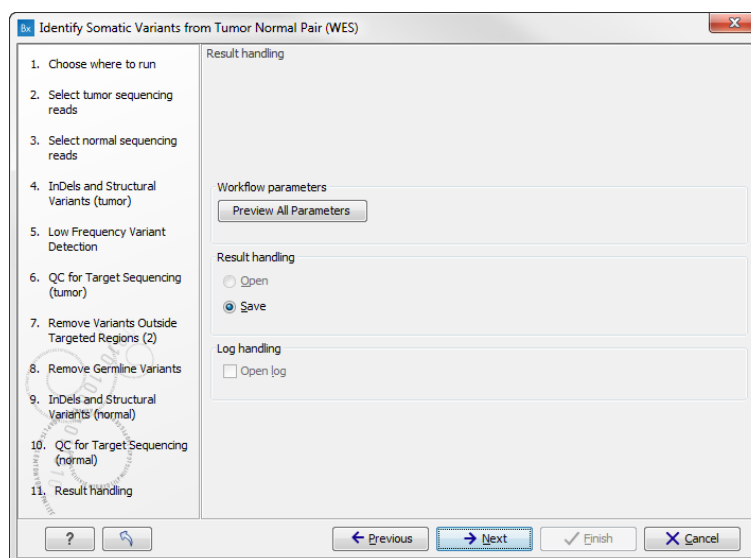 Bx Identify Somatic Variants from Tumor Normal Pair (WES)
X
1. Choose where to run
2. Select tumor sequencing
reads
3. Select normal sequencing
reads
4. InDels and Structural
Variants (tumor)
5. Low Frequency Variant
Detection
6. QC for Target Sequencing
(tumor)
7. Remove Variants Outside
Targeted Regions (2)
8. Remove Germline Variants
9. InDels and Structural
Variants (normal)
10. QC for Target Sequencing
(normal)
11. Result handling
Result handling
Workflow parameters
Preview All Parameters
Result handling
Open
Save
Log handling
Open log
?
Previous
Next
Finish
Cancel